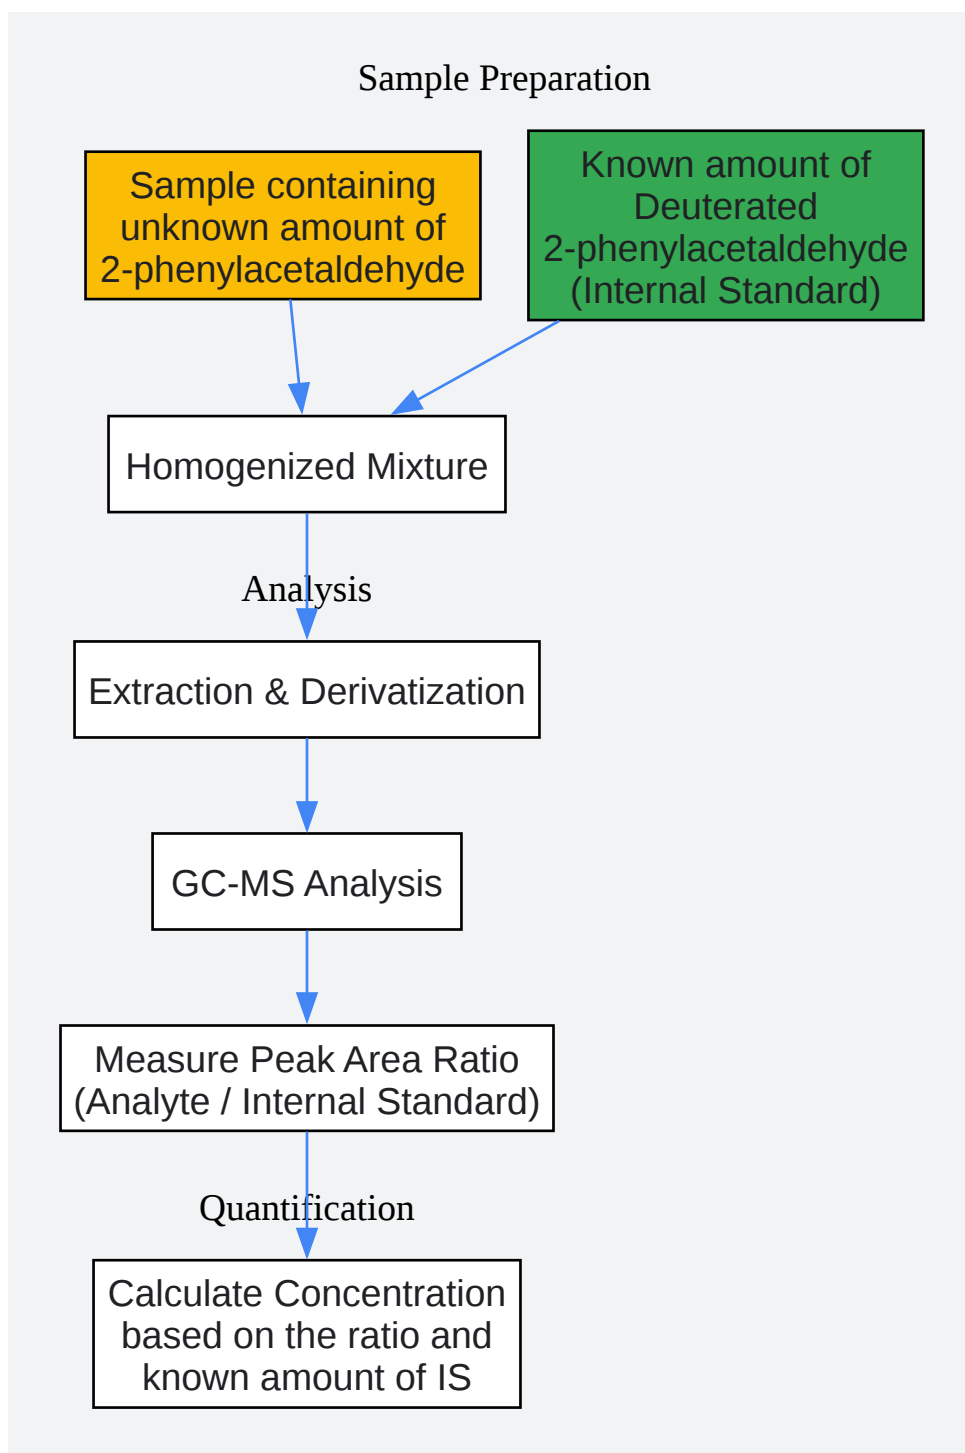 Sample Preparation
Sample containing
unknown amount of
2-phenylacetaldehyde
Known amount of
Deuterated
2-phenylacetaldehyde
(Internal Standard)
Homogenized Mixture
Analysis
Extraction & Derivatization
GC-MS Analysis
Measure Peak Area Ratio
(Analyte / Internal Standard)
Quantification
Calculate Concentration
based on the ratio and
known amount of IS